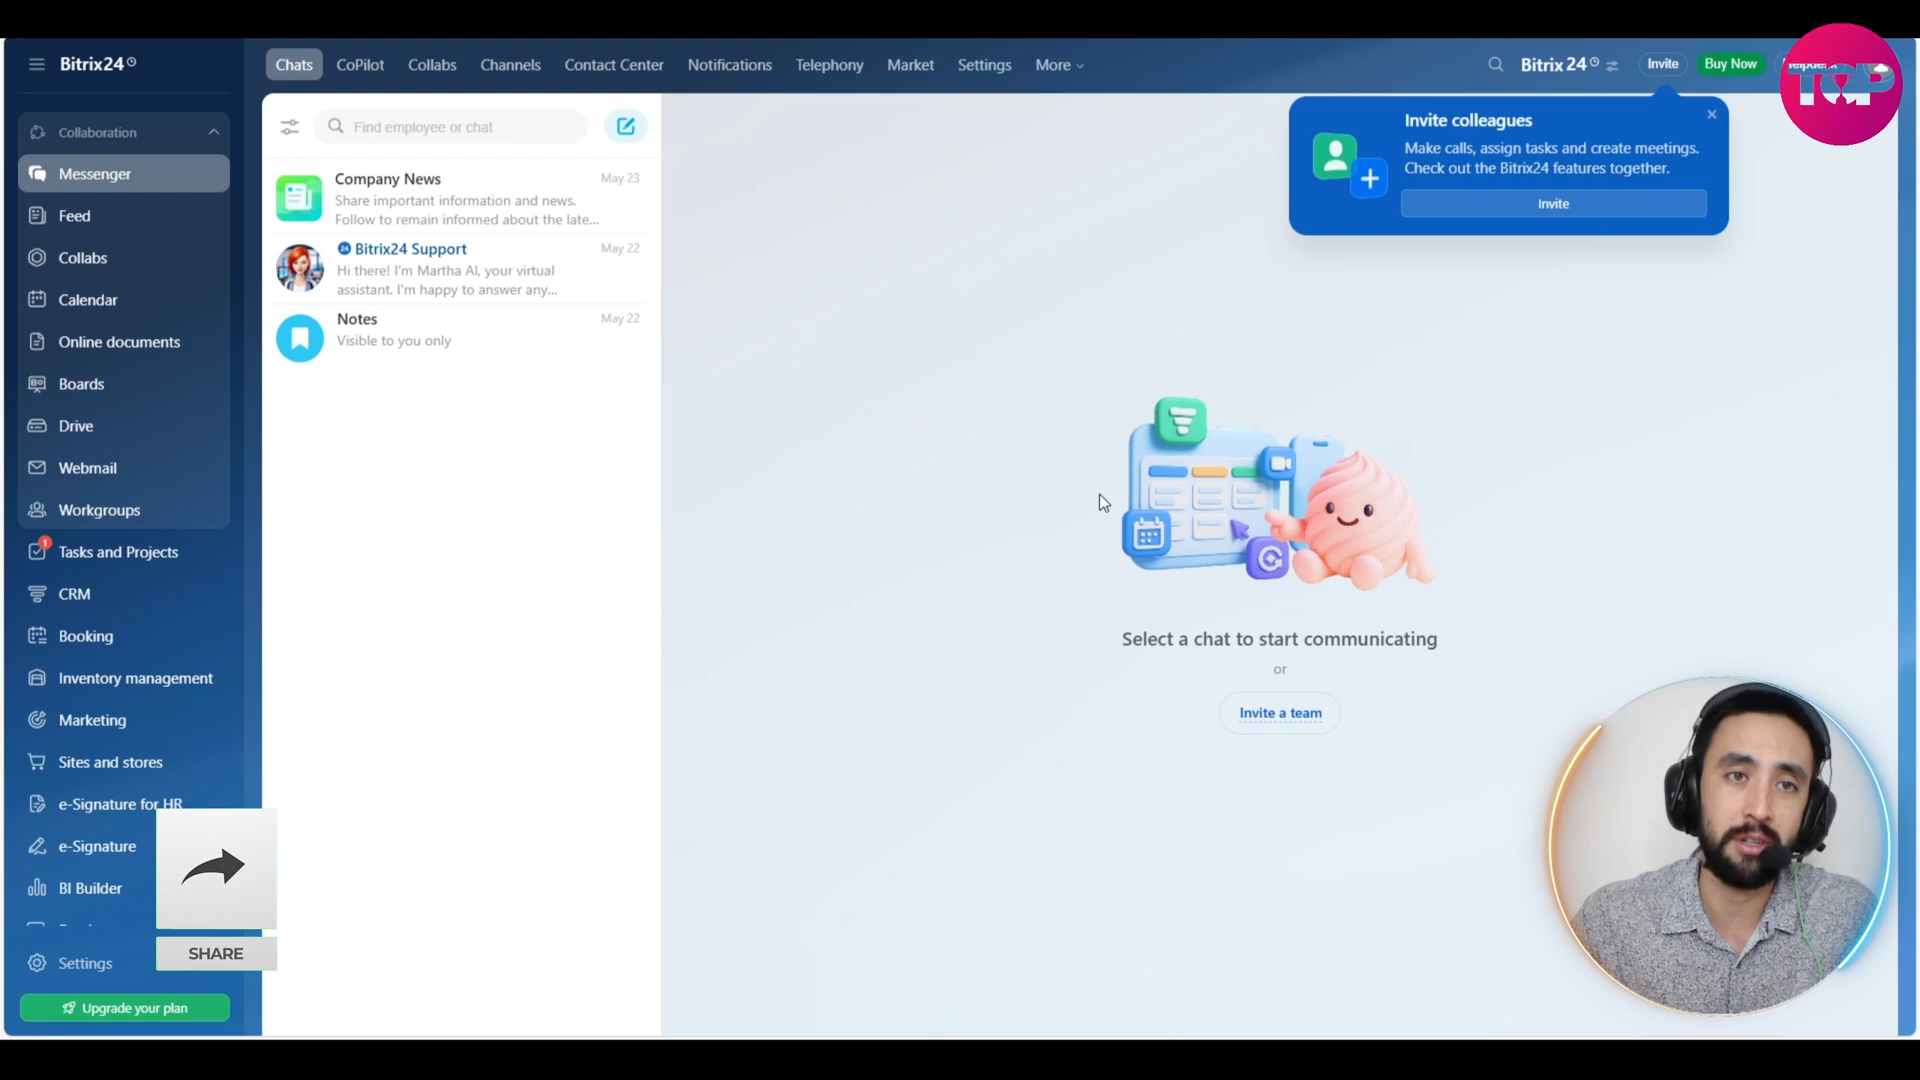 Bitrix24
Chats
CoPilot
Collabs
Channels
Contact Center
Notifications
Telephony
Market
Settings
More
Bitrix 24
Invite
Buy Now
Helpdesk
TOP
Collaboration
Messenger
Feed
Collabs
Calendar
Online documents
Boards
Drive
Webmail
Workgroups
1
Tasks and Projects
CRM
Booking
Inventory management
Marketing
Sites and stores
e-Signature for HR
e-Signature
BI Builder
Settings
Upgrade your plan
SHARE
Find employee or chat
Company News
May 23
Share important information and news.
Follow to remain informed about the late...
24
Bitrix24 Support
May 22
Hi there! I'm Martha AI, your virtual
assistant. I'm happy to answer any...
Notes
May 22
Visible to you only
Invite colleagues
Make calls, assign tasks and create meetings.
Check out the Bitrix24 features together.
Invite
Select a chat to start communicating
or
Invite a team